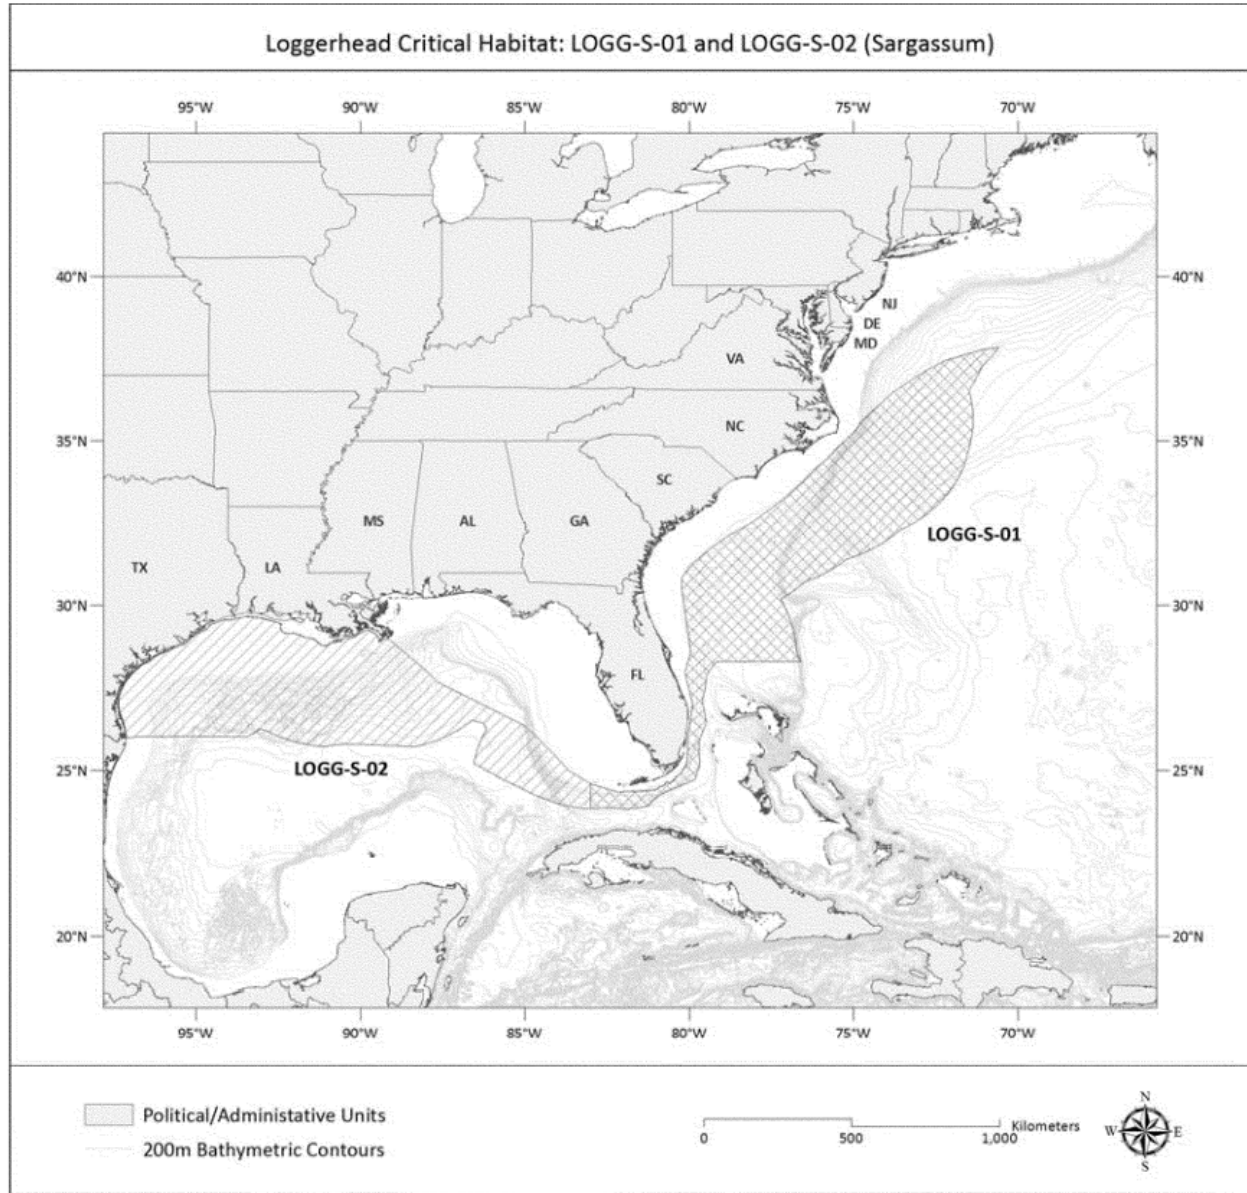 Loggerhead Critical Habitat: LOGG-S-01 and LOGG-S-02 (Sargassum)
95°W 90°W 85°W 80°W 75°W 70°W
40°N 40°N
NJ
DE
MD
VA
35°N NC 35°N
SC
MS AL GA
LOGG-S-01
TX LA
30°N 30°N
FL
LOGG-S-02
25°N 25°N
20°N 20°N
95°W 90°W 85°W 80°W 75°W 70°W
Political/Administative Units
200m Bathymetric Contours
0 500 1,000 Kilometers
N
W E
S